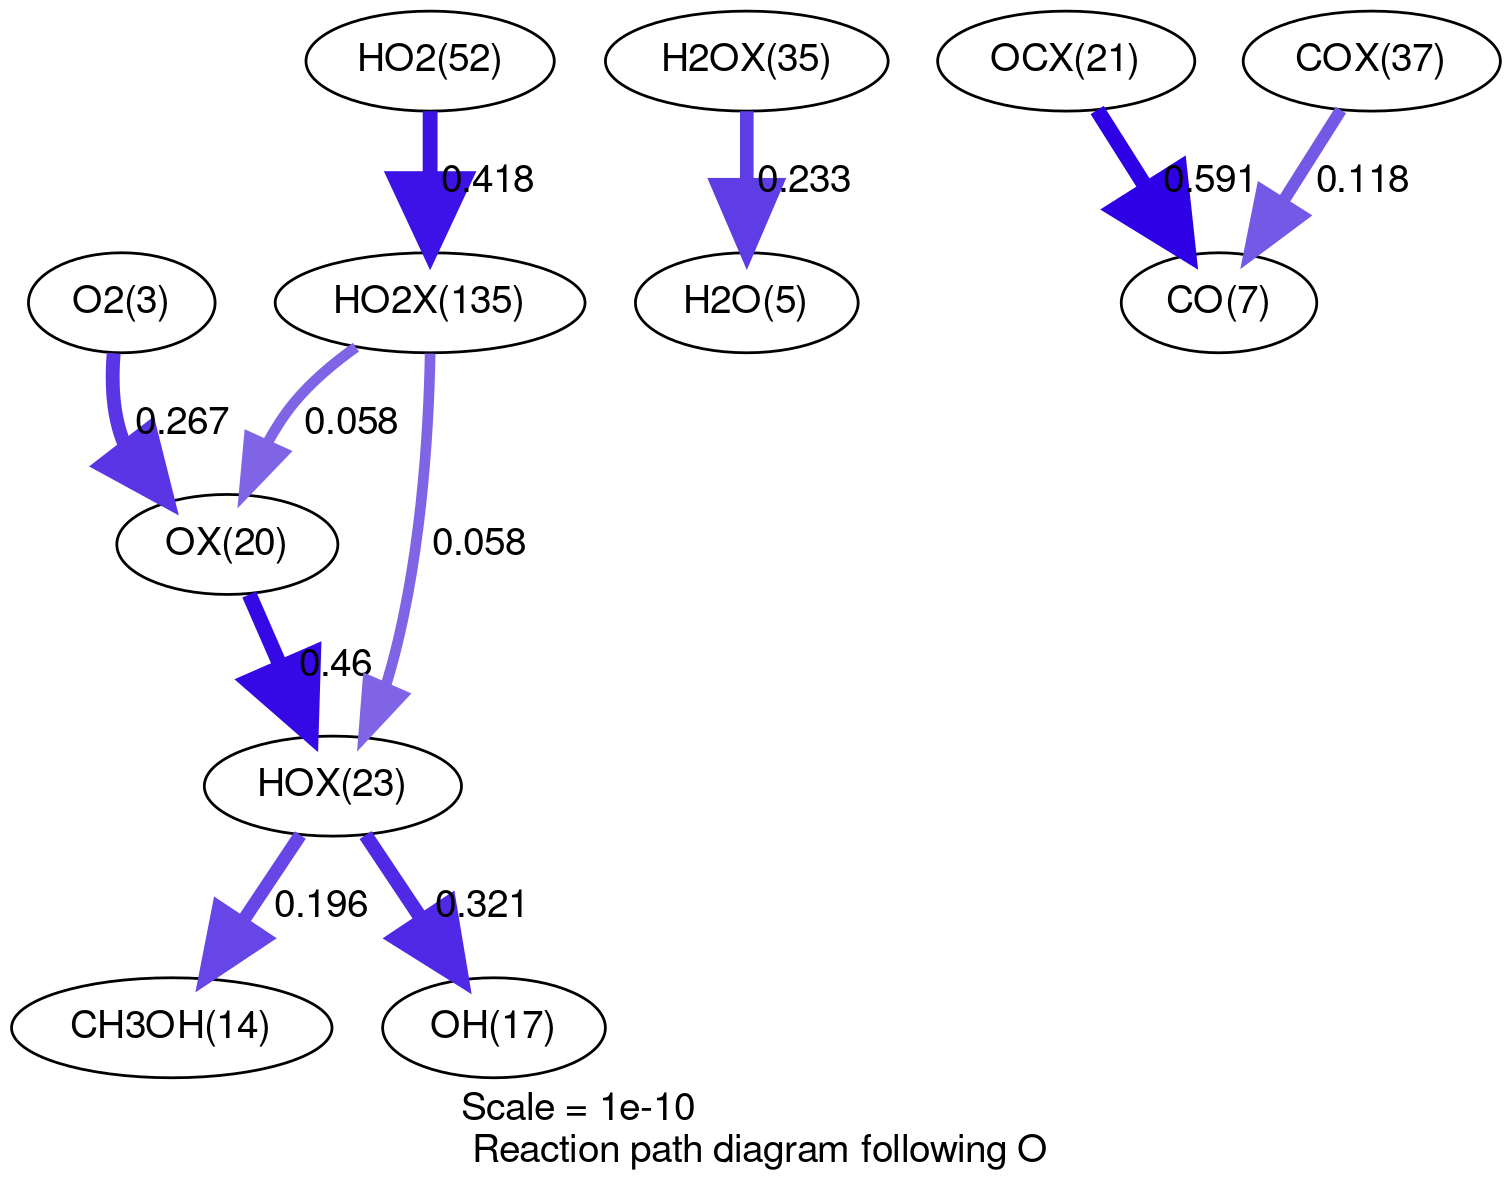 HO2(52)
H2OX(35)
OCX(21)
COX(37)
0.418
0.233
0.591
0.118
O2(3)
HO2X(135)
H2O(5)
CO(7)
0.267
0.058
OX(20)
0.058
0.46
HOX(23)
0.196
0.321
CH3OH(14)
OH(17)
Scale = 1e-10
Reaction path diagram following O